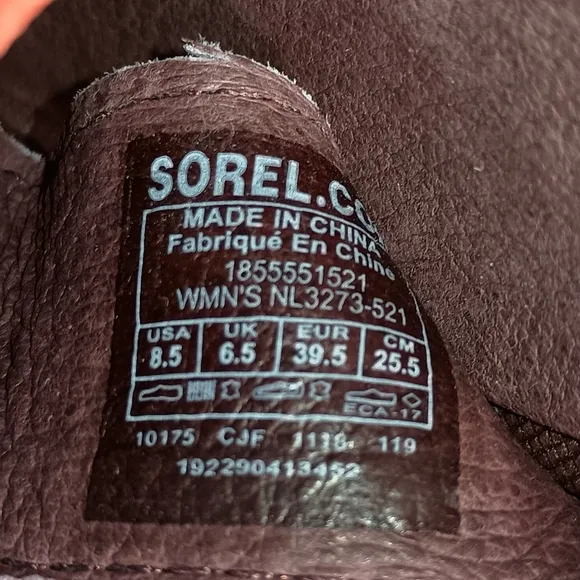 SOREL.CO
MADE IN CHINA
Fabriqué En Chine
1855551521
WMN'S NL3273-521
USA UK EUR CM
8.5 6.5 39.5 25.5
ECA-17
10175 CJF 1118 119
192290413452